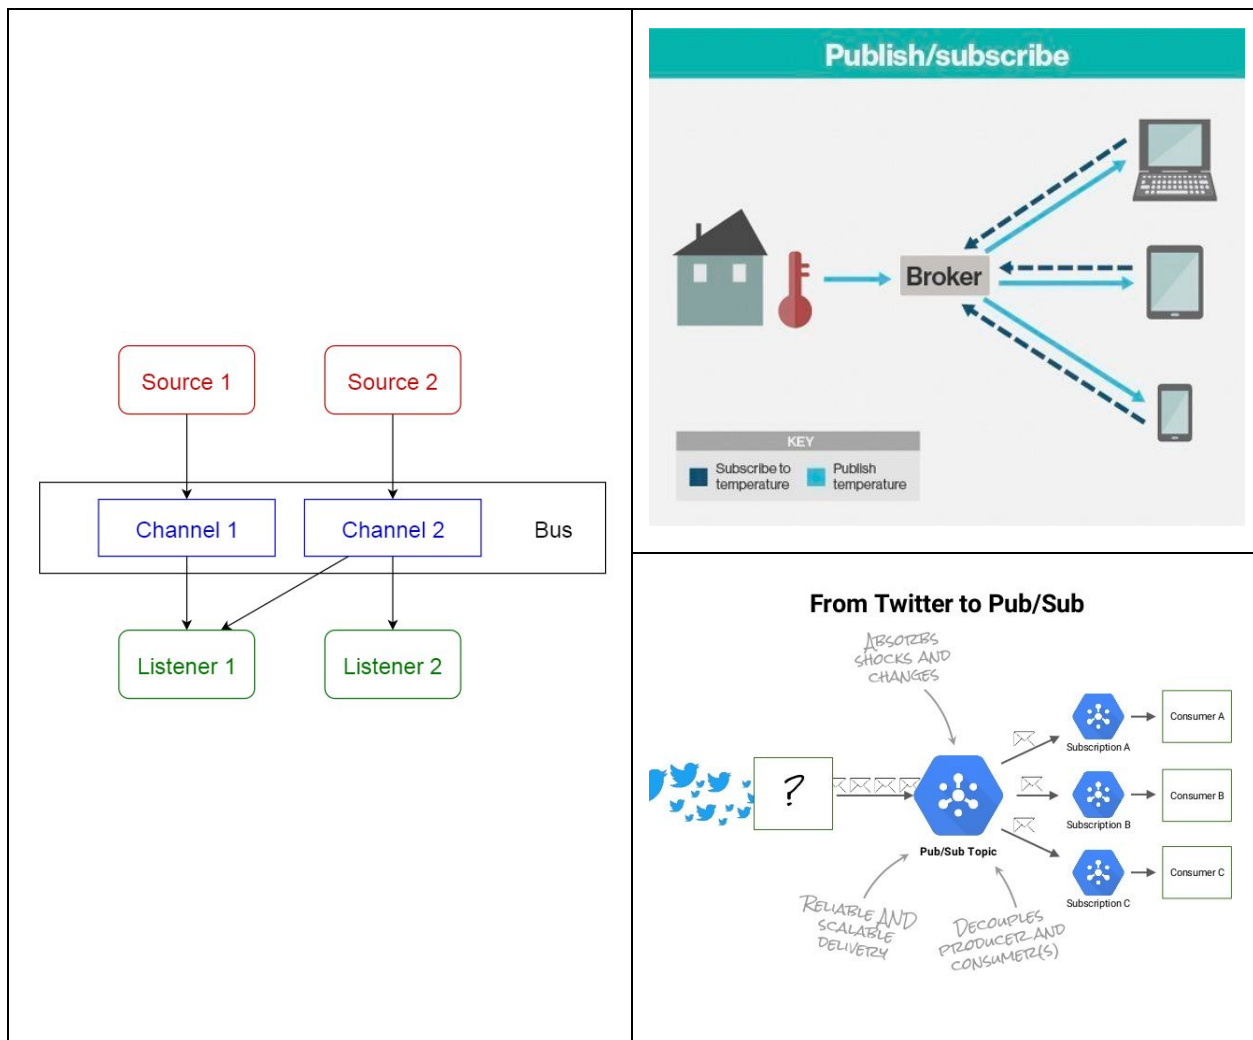 Source 1
Source 2
Channel 1
Channel 2
Bus
Listener 1
Listener 2
Publish/subscribe
Broker
KEY
Subscribe to
temperature
Publish
temperature
From Twitter to Pub/Sub
ABSORBS
SHOCKS AND
CHANGES
?
Pub/Sub Topic
Subscription A
Consumer A
Subscription B
Consumer B
Subscription C
Consumer C
RELIABLE AND
SCALABLE
DELIVERY
DECOUPLES
PRODUCER AND
CONSUMER(S)